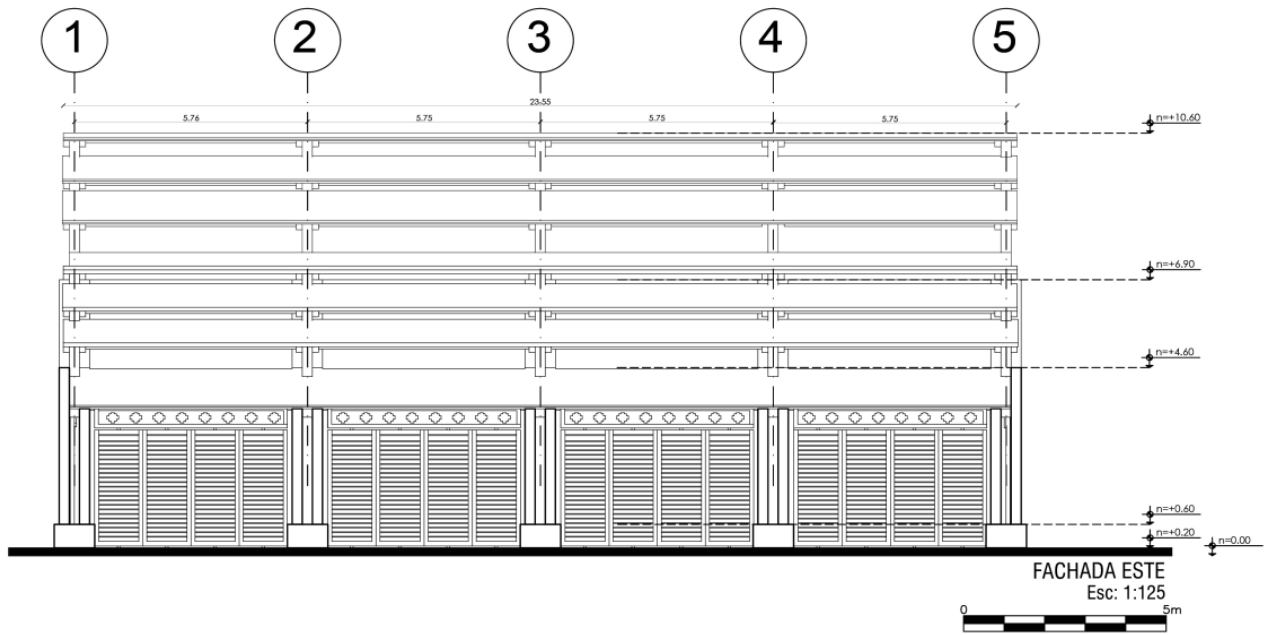 1 2 3 4 5
23.55
5.76 5.75 5.75 5.75
n=+10.60
n=+6.90
n=+4.60
n=+0.60
n=+0.20
n=0.00
FACHADA ESTE
Esc: 1:125
0 5m